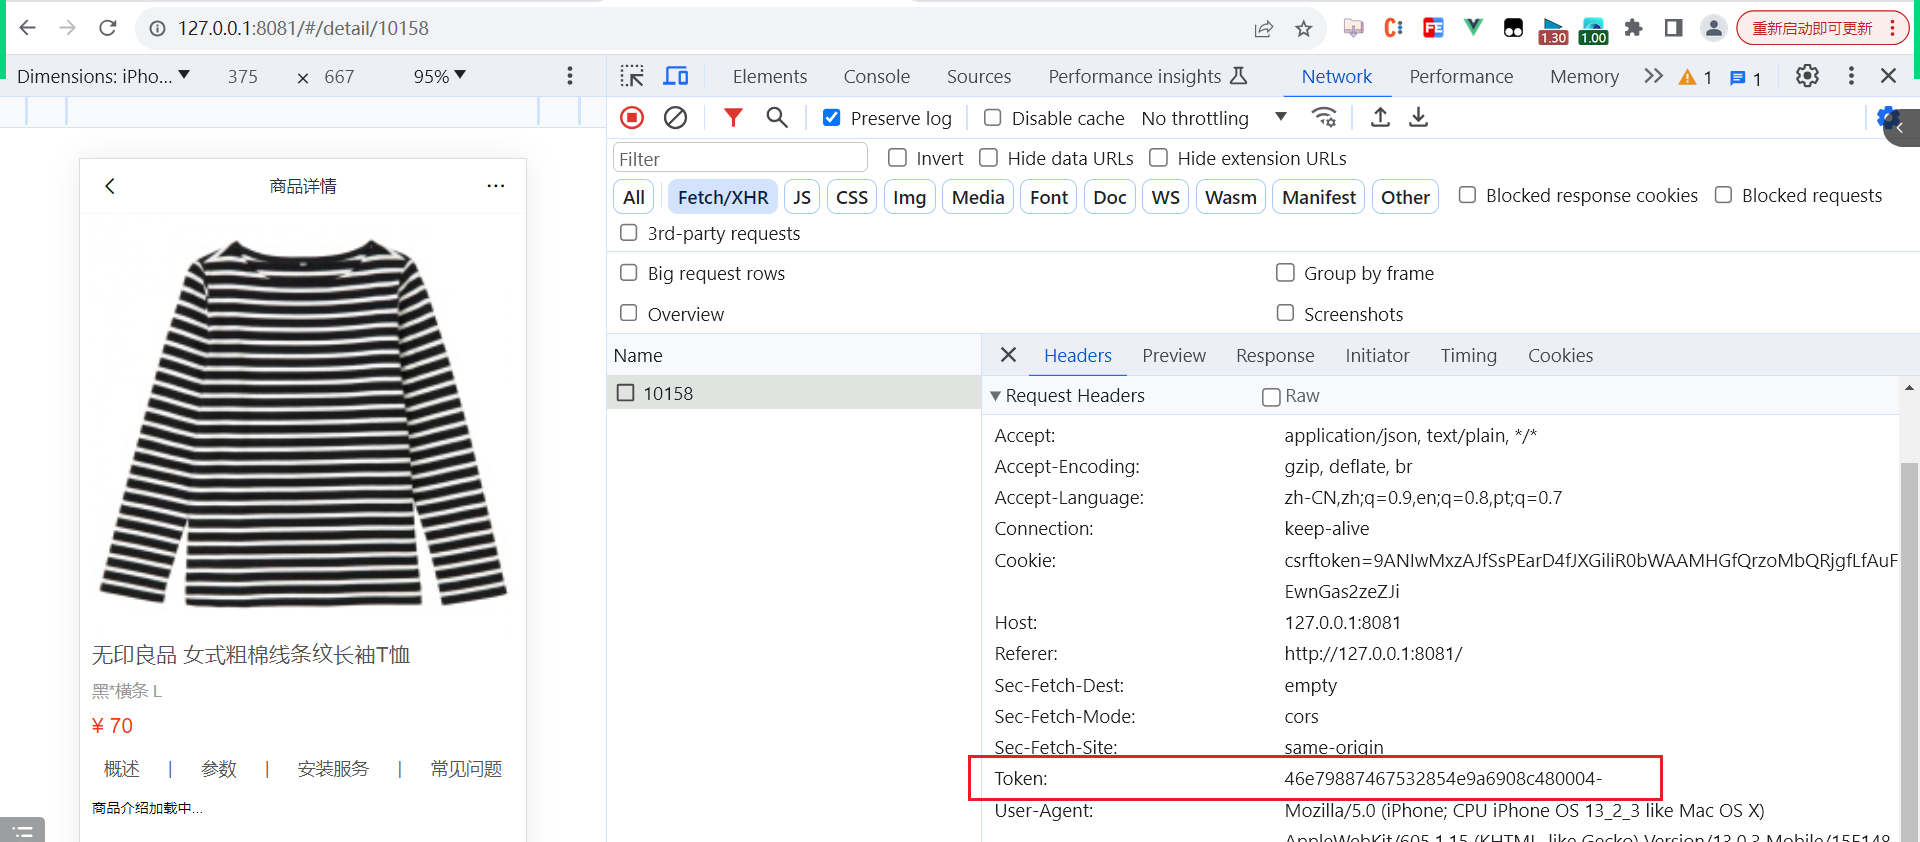 127.0.0.1:8081/#/detail/10158
1.30
1.00
重新启动即可更新
Dimensions: iPho... 375 × 667 95%
Elements Console Sources Performance insights Network Performance Memory 1 1
Preserve log Disable cache No throttling
Filter Invert Hide data URLs Hide extension URLs
All Fetch/XHR JS CSS Img Media Font Doc WS Wasm Manifest Other Blocked response cookies Blocked requests
3rd-party requests
Big request rows Group by frame
Overview Screenshots
商品详情
无印良品 女式粗棉线条纹长袖T恤
黑*横条 L
¥ 70
概述 | 参数 | 安装服务 | 常见问题
商品介绍加载中...
Name
10158
Headers Preview Response Initiator Timing Cookies
Request Headers Raw
Accept: application/json, text/plain, */*
Accept-Encoding: gzip, deflate, br
Accept-Language: zh-CN,zh;q=0.9,en;q=0.8,pt;q=0.7
Connection: keep-alive
Cookie: csrftoken=9ANIwMxzAJfSsPEarD4fJXGiliR0bWAAMHGfQrzoMbQRjgfLfAuF
EwnGas2zeZJi
Host: 127.0.0.1:8081
Referer: http://127.0.0.1:8081/
Sec-Fetch-Dest: empty
Sec-Fetch-Mode: cors
Sec-Fetch-Site: same-origin
Token: 46e79887467532854e9a6908c480004-
User-Agent: Mozilla/5.0 (iPhone; CPU iPhone OS 13_2_3 like Mac OS X)
AppleWebKit/605.1.15 (KHTML, like Gecko) Version/13.0.3 Mobile/15E148